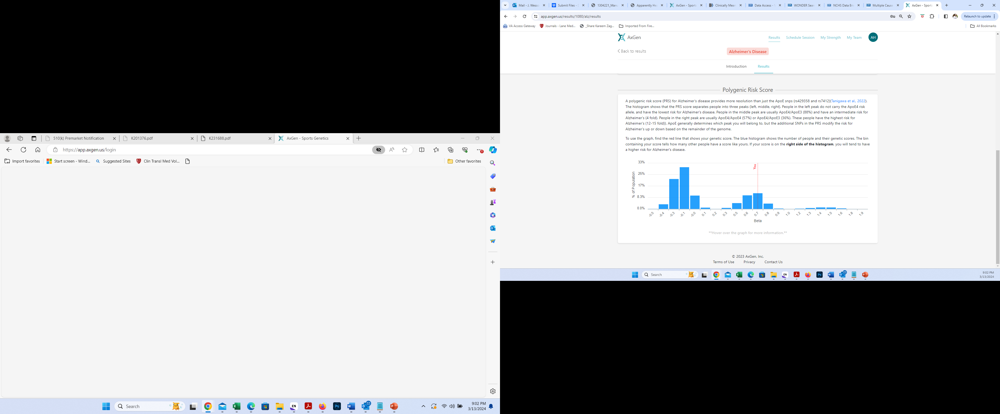 510(k) Premarket Notification
K201376.pdf
K231688.pdf
AxGen - Sports Genetics
https://app.axgen.us/login
Import favorites
Start screen - Wind...
Suggested Sites
Clin Transl Med Vol...
Other favorites
Search
EN
9:02 PM
3/13/2024
Mail - J. Wesso
Submit Files -
1304221_Manu
Apparently He
AxGen - Sports
Clinically Mean
Data Access -
WONDER Sear
NCHS Data Bri
Multiple Cause
AxGen - Sports
app.axgen.us/results/1080/alz/results
Relaunch to update
VA Access Gateway
Journals - Lane Med...
_Share Kareem Zag...
Imported From Fire...
All Bookmarks
AxGen
Results
Schedule Session
My Strength
My Team
AH
Back to results
Alzheimer's Disease
Introduction
Results
Polygenic Risk Score
A polygenic risk score (PRS) for Alzheimer's disease provides more resolution than just the ApoE snps (rs429358 and rs7412)(Tanigawa et al., 2022).
The histogram shows that the PRS score separates people into three peaks (left, middle, right). People in the left peak do not carry the ApoE4 risk
allele, and have the lowest risk for Alzheimer's disease. People in the middle peak are usually ApoE4/ApoE3 (88%) and have an intermediate risk for
Alzheimer's (4 fold). People in the right peak are usually ApoE4/ApoE4 (57%) or ApoE4/ApoE3 (36%). These people have the highest risk for
Alzheimer's (12-15 fold)). ApoE generally determines which peak you will belong to, but the additional SNPs in the PRS modify the risk for
Alzheimer's up or down based on the remainder of the genome.
To use the graph, find the red line that shows your genetic score. The blue histogram shows the number of people and their genetic scores. The bin
containing your score tells how many other people have a score like yours. If your score is on the right side of the histogram, you will tend to have
a higher risk for Alzheimer's disease.
% of Population
33%
25%
17%
8.3%
0.0%
You
-0.5 -0.4 -0.3 -0.1 -0.0 0.1 0.2 0.3 0.5 0.6 0.7 0.8 0.9 1.0 1.2 1.3 1.4 1.5 1.6 1.8 1.9
Beta
**Hover over the graph for more information.**
© 2023 AxGen, Inc.
Terms of Use
Privacy
Contact Us
Search
EN
9:02 PM
3/13/2024